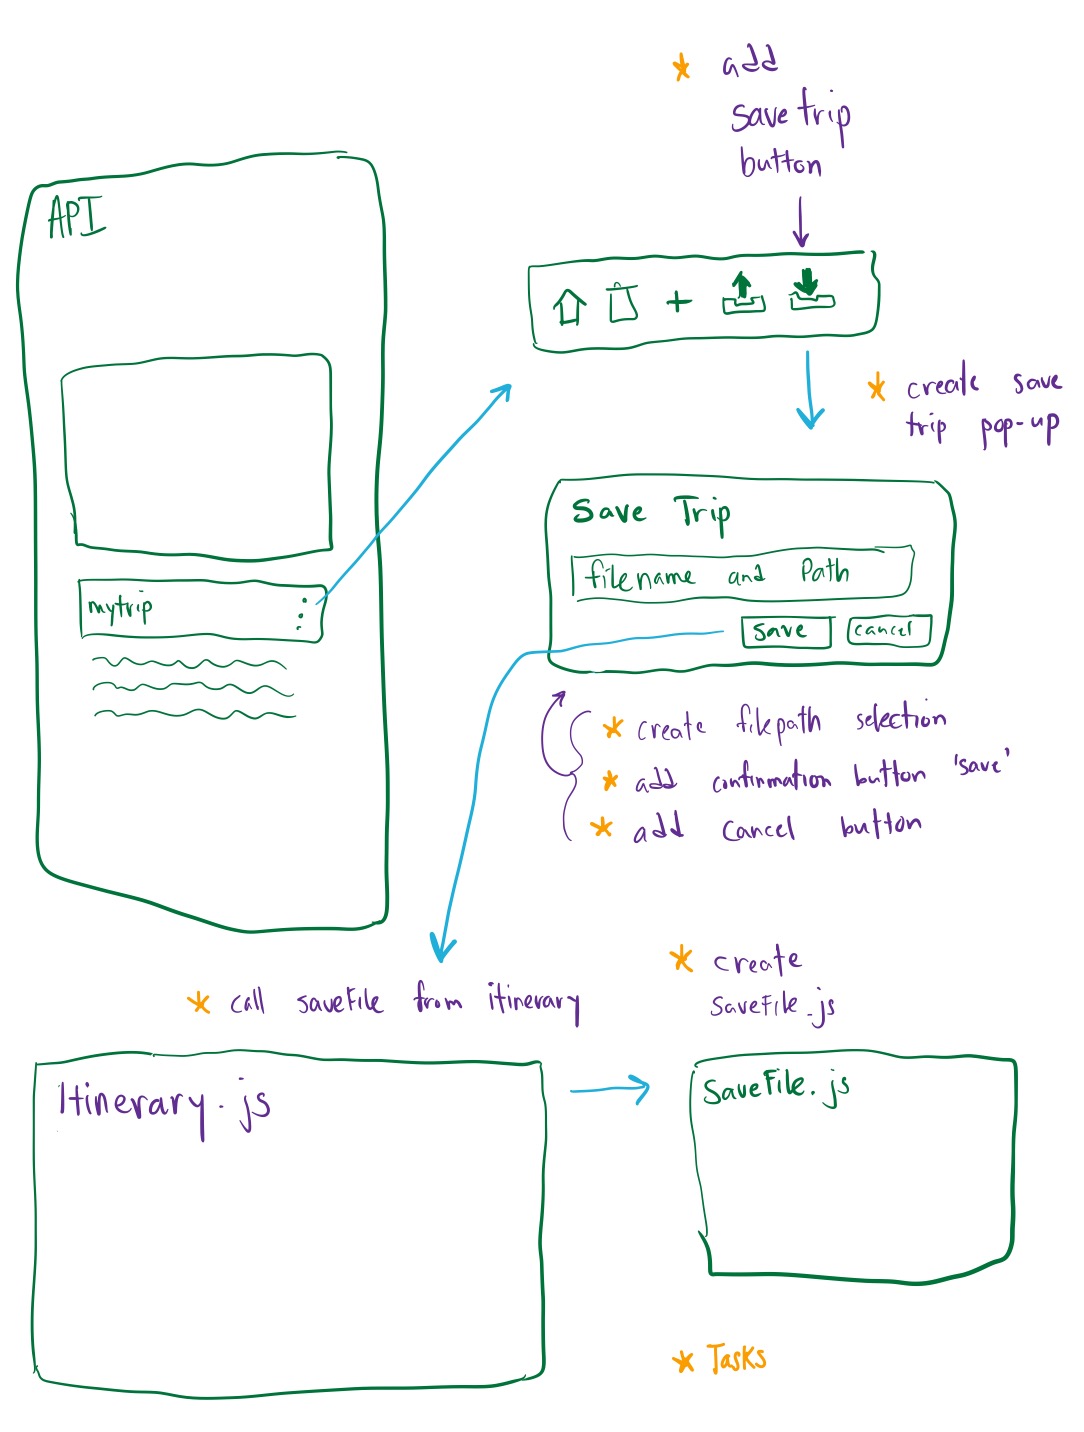 * add
save trip
button
API
* create save
trip pop-up
Save Trip
filename and Path
mytrip
save
cancel
* create filepath selection
* add confirmation button 'save'
* add cancel button
* create
SaveFile.js
* call saveFile from itinerary
Itinerary.js
SaveFile.js
* Tasks